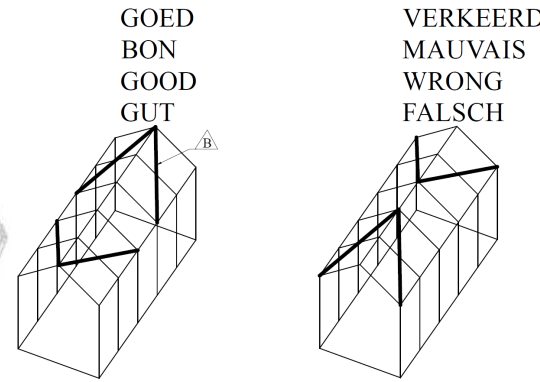 GOED
BON
GOOD
GUT
B
VERKEERD
MAUVAIS
WRONG
FALSCH